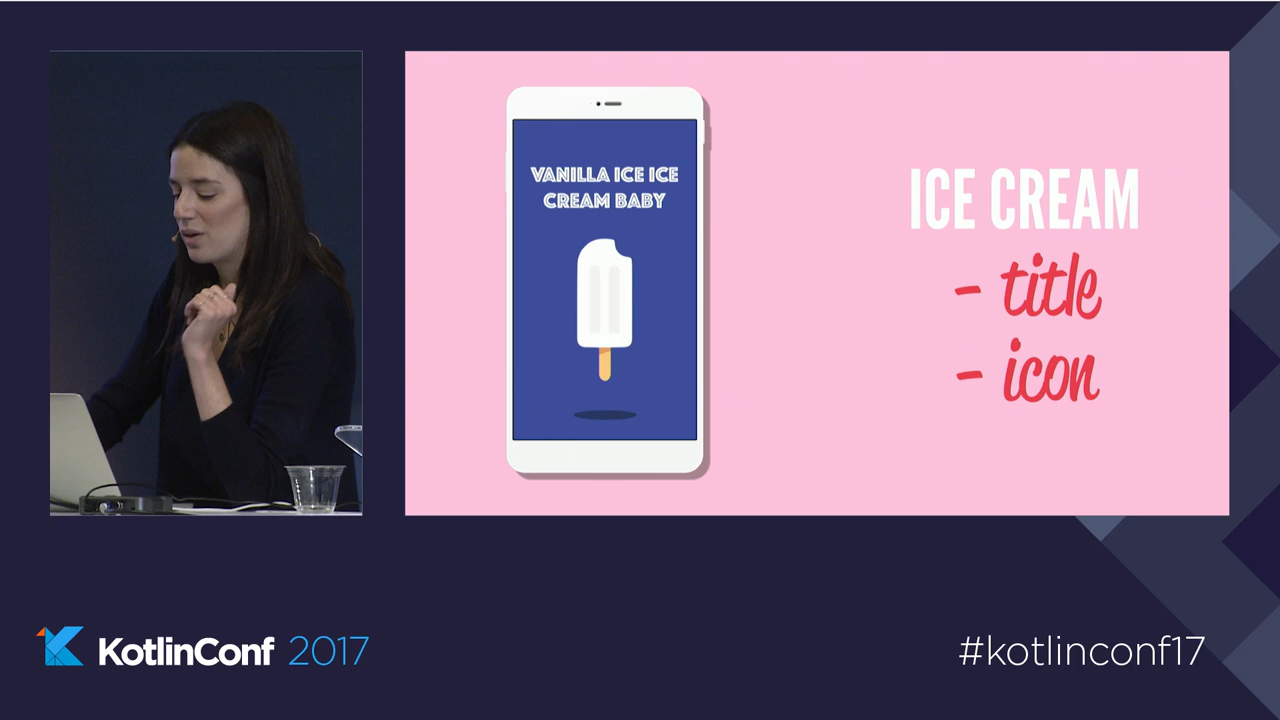 VANILLA ICE ICE
CREAM BABY
ICE CREAM
- title
- icon
KotlinConf 2017
#kotlinconf17